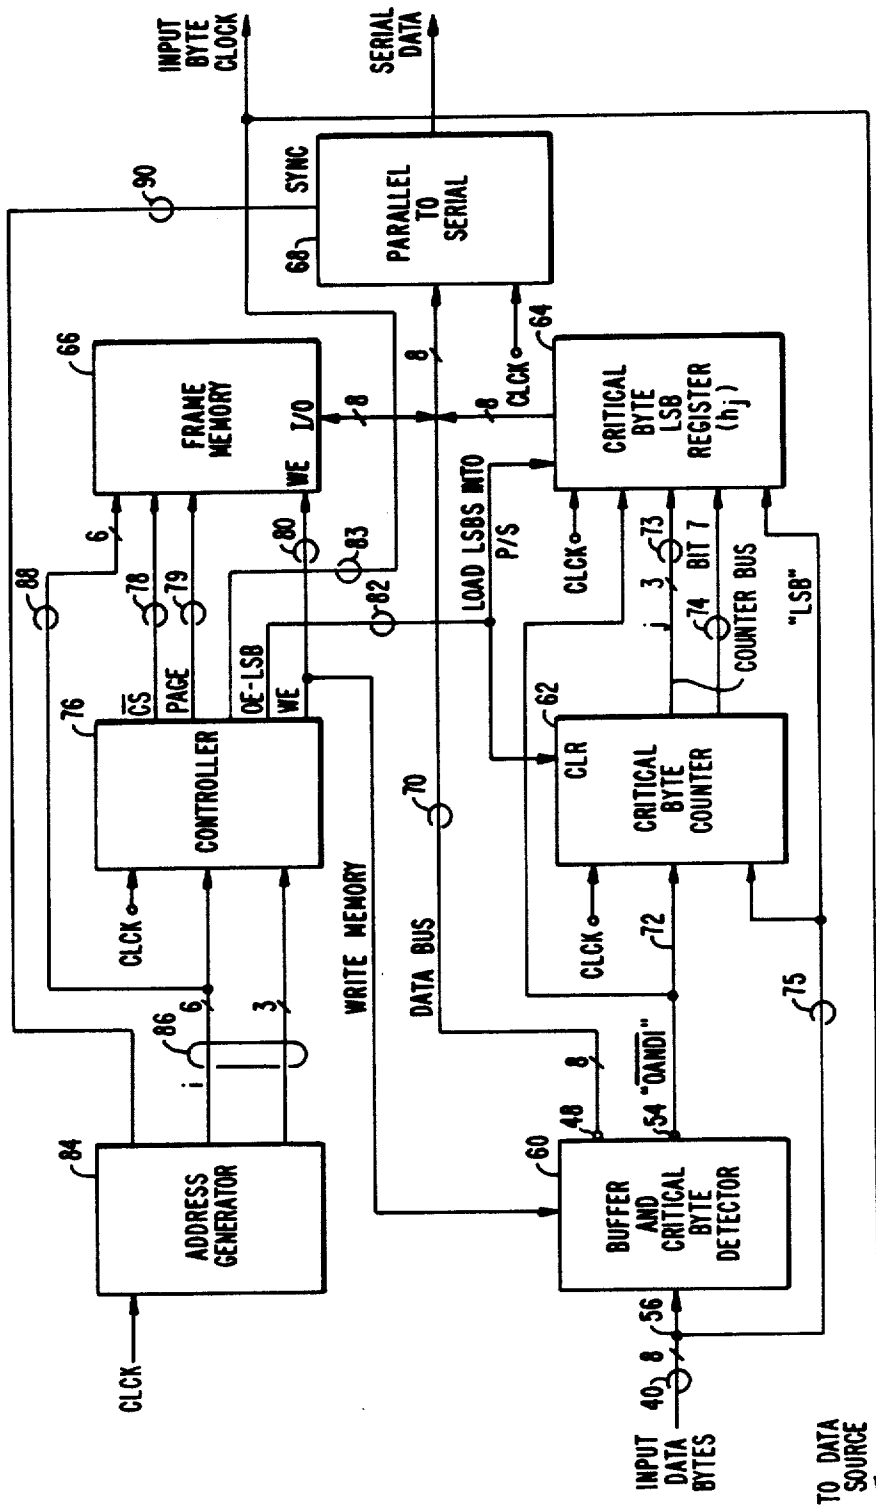 INPUT
BYTE
CLOCK
SERIAL
DATA
90
SYNC
68
PARALLEL
TO
SERIAL
CLCK
8
66
FRAME
MEMORY
WE
I/O
8
6
88
78
79
80
83
82
76
CONTROLLER
C̅S̅
PAGE
OE-LSB
WE
CLCK
84
ADDRESS
GENERATOR
CLCK
i
6
86
3
WRITE MEMORY
DATA BUS
70
LOAD LSBS INTO
P/S
8
64
CRITICAL
BYTE
LSB
REGISTER
(hj)
CLCK
j
3
73
74
BIT 7
COUNTER BUS
"LSB"
62
CLR
CRITICAL
BYTE
COUNTER
CLCK
72
75
60
BUFFER
AND
CRITICAL
BYTE
DETECTOR
48
8
54
"O̅A̅N̅D̅I̅"
56
8
40
INPUT
DATA
BYTES
TO DATA
SOURCE